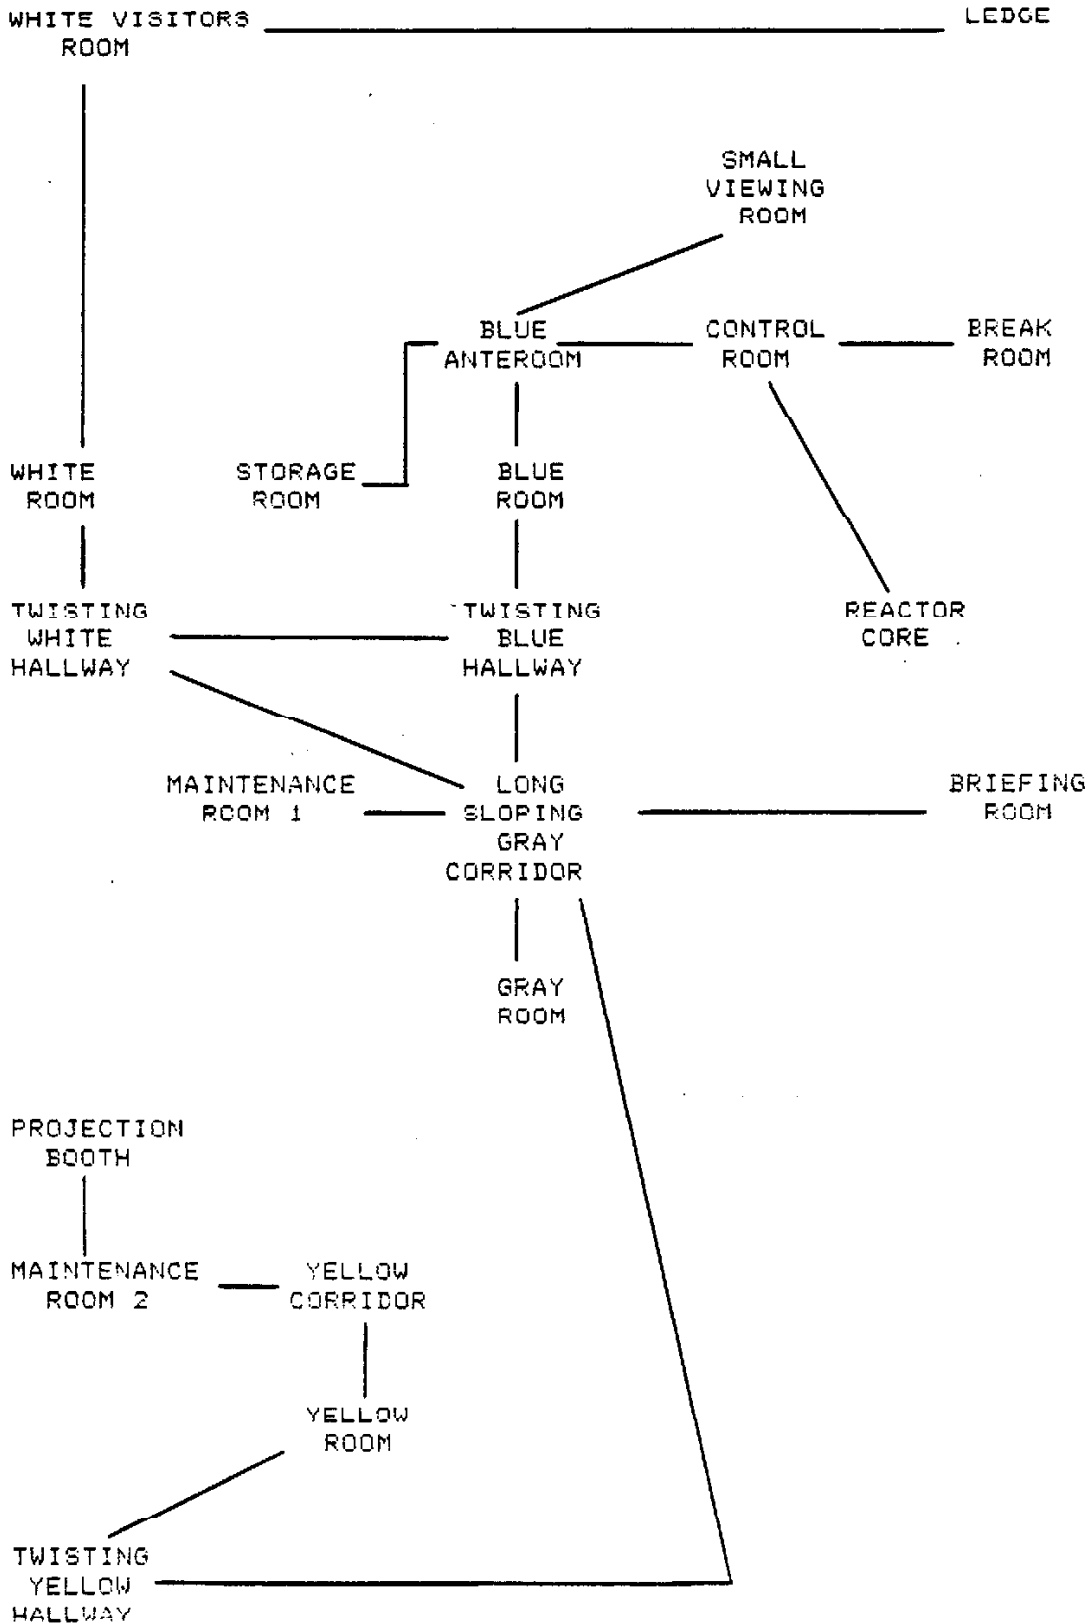 WHITE VISITORS
ROOM
LEDGE
SMALL
VIEWING
ROOM
BLUE
ANTEROOM
CONTROL
ROOM
BREAK
ROOM
WHITE
ROOM
STORAGE
ROOM
BLUE
ROOM
TWISTING
WHITE
HALLWAY
TWISTING
BLUE
HALLWAY
REACTOR
CORE
MAINTENANCE
ROOM 1
LONG
SLOPING
GRAY
CORRIDOR
BRIEFING
ROOM
GRAY
ROOM
PROJECTION
BOOTH
MAINTENANCE
ROOM 2
YELLOW
CORRIDOR
YELLOW
ROOM
TWISTING
YELLOW
HALLWAY